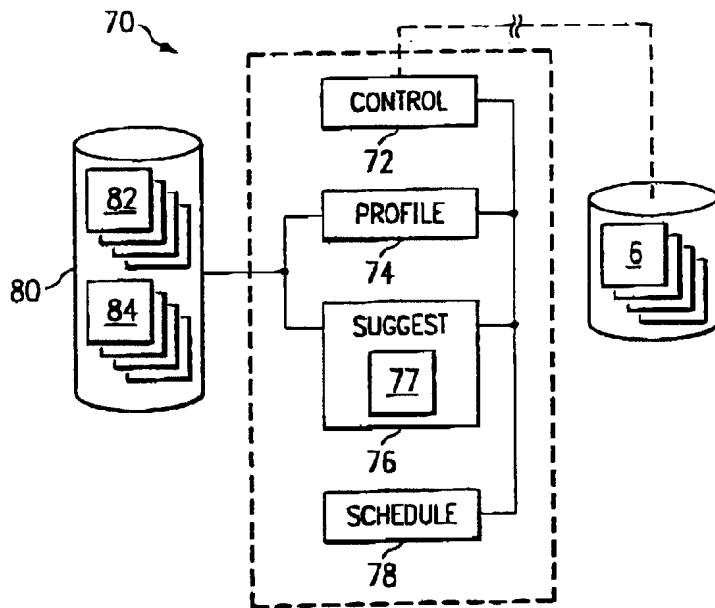 70
CONTROL
72
82
PROFILE
6
74
80
84
SUGGEST
77
76
SCHEDULE
78